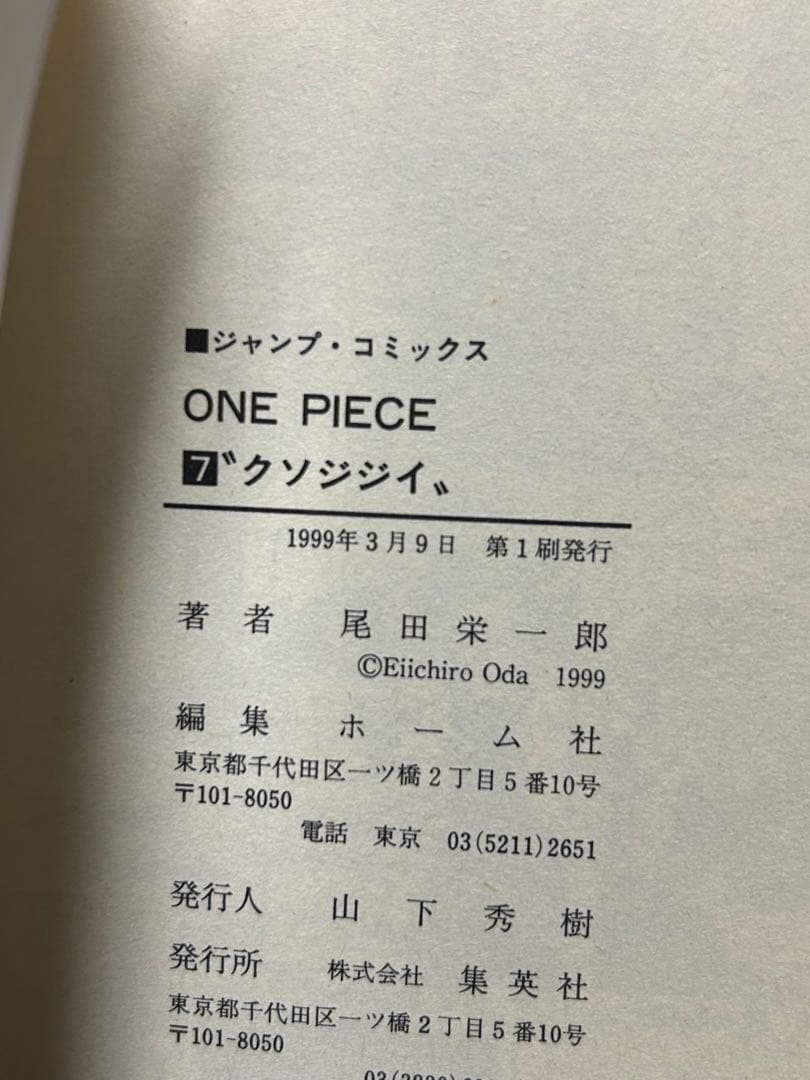 ■ジャンプ・コミックス
ONE PIECE
7〝クソジジイ〟
1999年3月9日 第1刷発行
著者 尾田栄一郎
©Eiichiro Oda 1999
編集 ホーム社
東京都千代田区一ツ橋2丁目5番10号
〒101-8050
電話 東京 03(5211)2651
発行人 山下秀樹
発行所 株式会社 集英社
東京都千代田区一ツ橋2丁目5番10号
〒101-8050